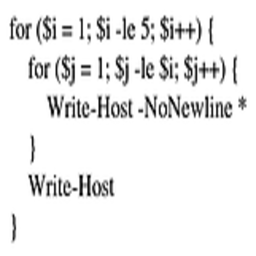 for ($i = 1; $i -le 5; $i++) {
    for ($j = 1; $j -le $i; $j++) {
        Write-Host -NoNewline *
    }
    Write-Host
}